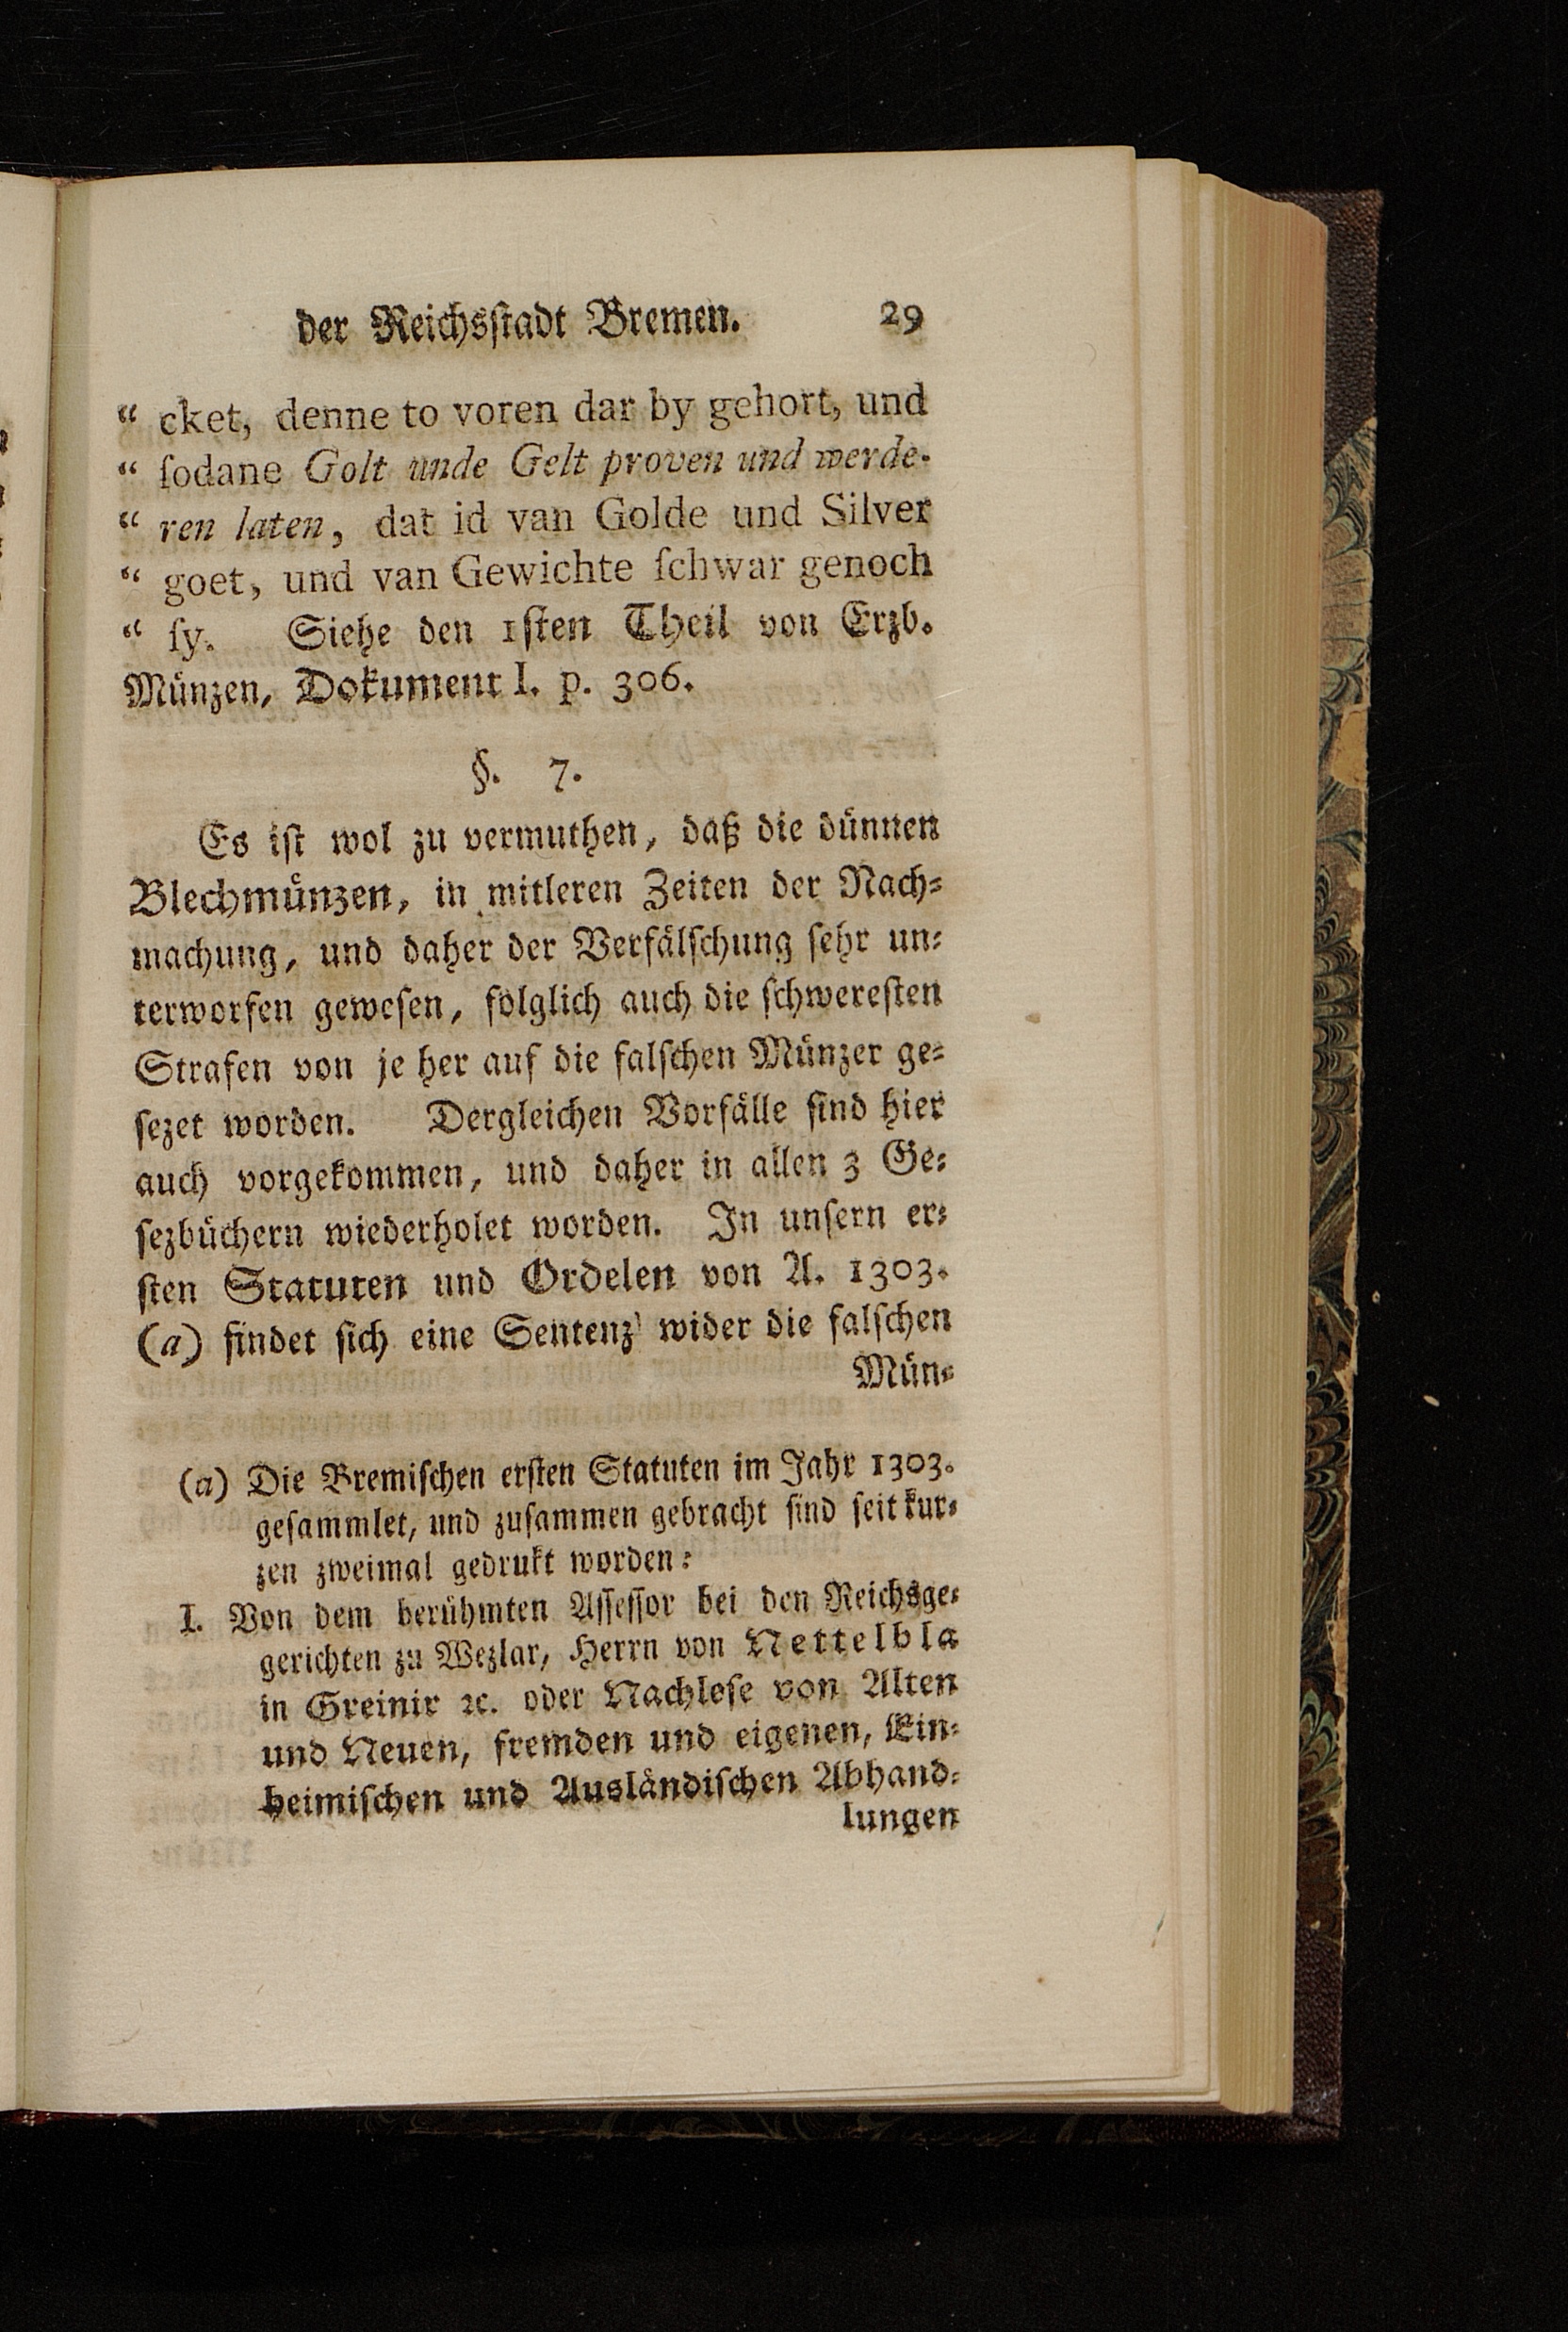 der Reichsſtadt Bremen. 29
“ cket, denne to voren dar by gehort, und
“ ſodane Golt unde Gelt proven und werde-
“ ren laten, dat id van Golde und Silver
“ goet, und van Gewichte ſchwar genoch
“ ſy. Siehe den 1ſten Theil von Erzb.
Münzen, Dokument I. p. 306.
§. 7.
Es iſt wol zu vermuthen, daß die dünnen
Blechmünzen, in mitleren Zeiten der Nach-
machung, und daher der Verfälſchung ſehr un-
terworfen geweſen, folglich auch die ſchwereſten
Strafen von je her auf die falſchen Münzer ge-
ſezet worden. Dergleichen Vorfälle ſind hier
auch vorgekommen, und daher in allen 3 Ge-
ſezbüchern wiederholet worden. In unſern er-
ſten Statuten und Ordelen von A. 1303.
(a) findet ſich eine Sentenz wider die falſchen
Mün-
(a) Die Bremiſchen erſten Statuten im Jahr 1303.
geſammlet, und zuſammen gebracht ſind ſeit kur-
zen zweimal gedrukt worden:
I. Von dem berühmten Aſſeſſor bei den Reichsge-
gerichten zu Wezlar, Herrn von Nettelbla
in Greinir ꝛc. oder Nachleſe von Alten
und Neuen, fremden und eigenen, Ein-
heimiſchen und Ausländiſchen Abhand-
lungen